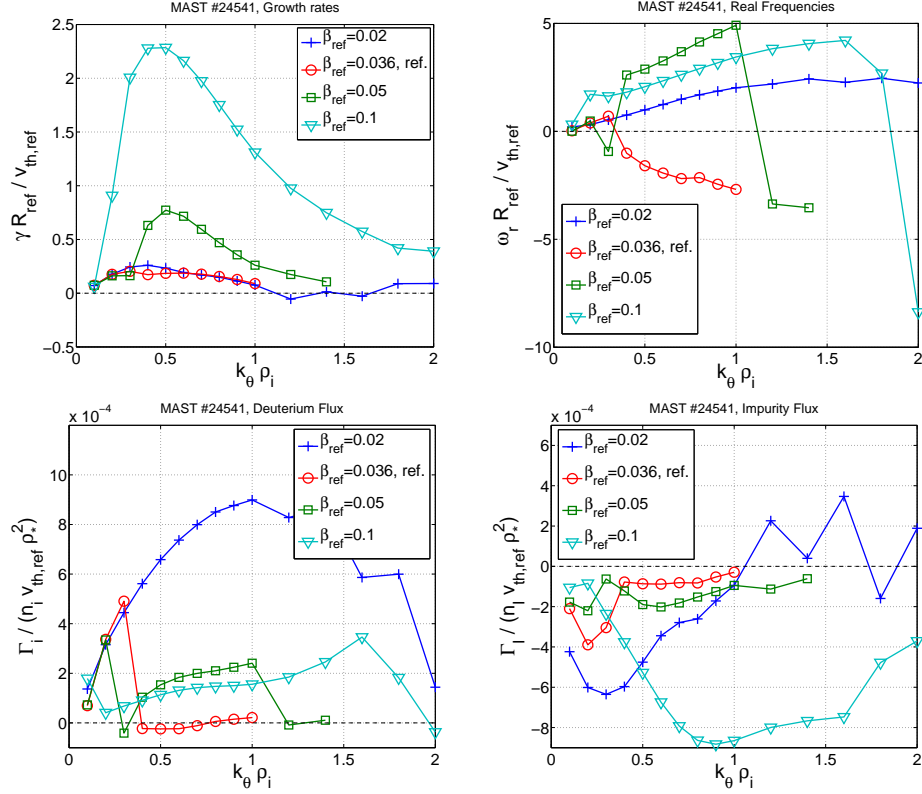 MAST #24541, Growth rates
γ R_ref / v_th,ref
2.5
2
1.5
1
0.5
0
−0.5
β_ref=0.02
β_ref=0.036, ref.
β_ref=0.05
β_ref=0.1
0 0.5 1 1.5 2
k_θ ρ_i
MAST #24541, Real Frequencies
ω_r R_ref / v_th,ref
5
0
−5
−10
β_ref=0.02
β_ref=0.036, ref.
β_ref=0.05
β_ref=0.1
0 0.5 1 1.5 2
k_θ ρ_i
MAST #24541, Deuterium Flux
x 10^−4
Γ_i / (n_i v_th,ref ρ_*^2)
10
8
6
4
2
0
β_ref=0.02
β_ref=0.036, ref.
β_ref=0.05
β_ref=0.1
0 0.5 1 1.5 2
k_θ ρ_i
MAST #24541, Impurity Flux
x 10^−4
Γ_I / (n_I v_th,ref ρ_*^2)
6
4
2
0
−2
−4
−6
−8
β_ref=0.02
β_ref=0.036, ref.
β_ref=0.05
β_ref=0.1
0 0.5 1 1.5 2
k_θ ρ_i